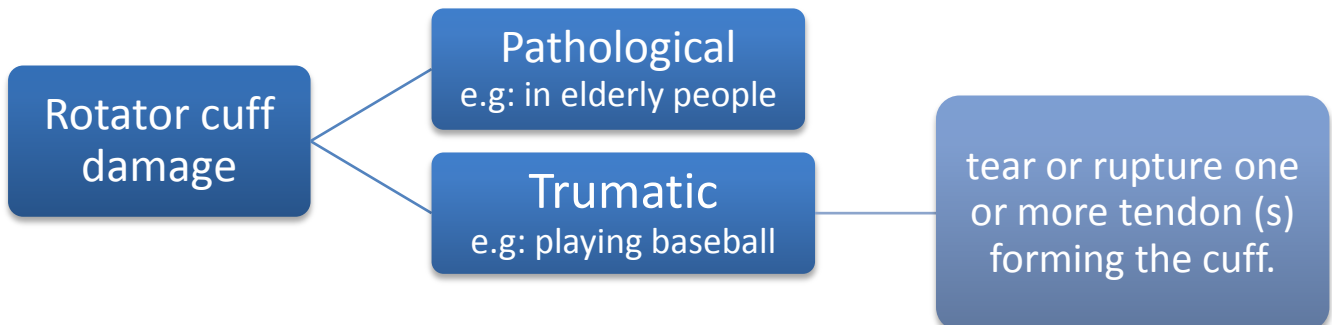 Rotator cuff
damage
Pathological
e.g: in elderly people
Trumatic
e.g: playing baseball
tear or rupture one
or more tendon (s)
forming the cuff.